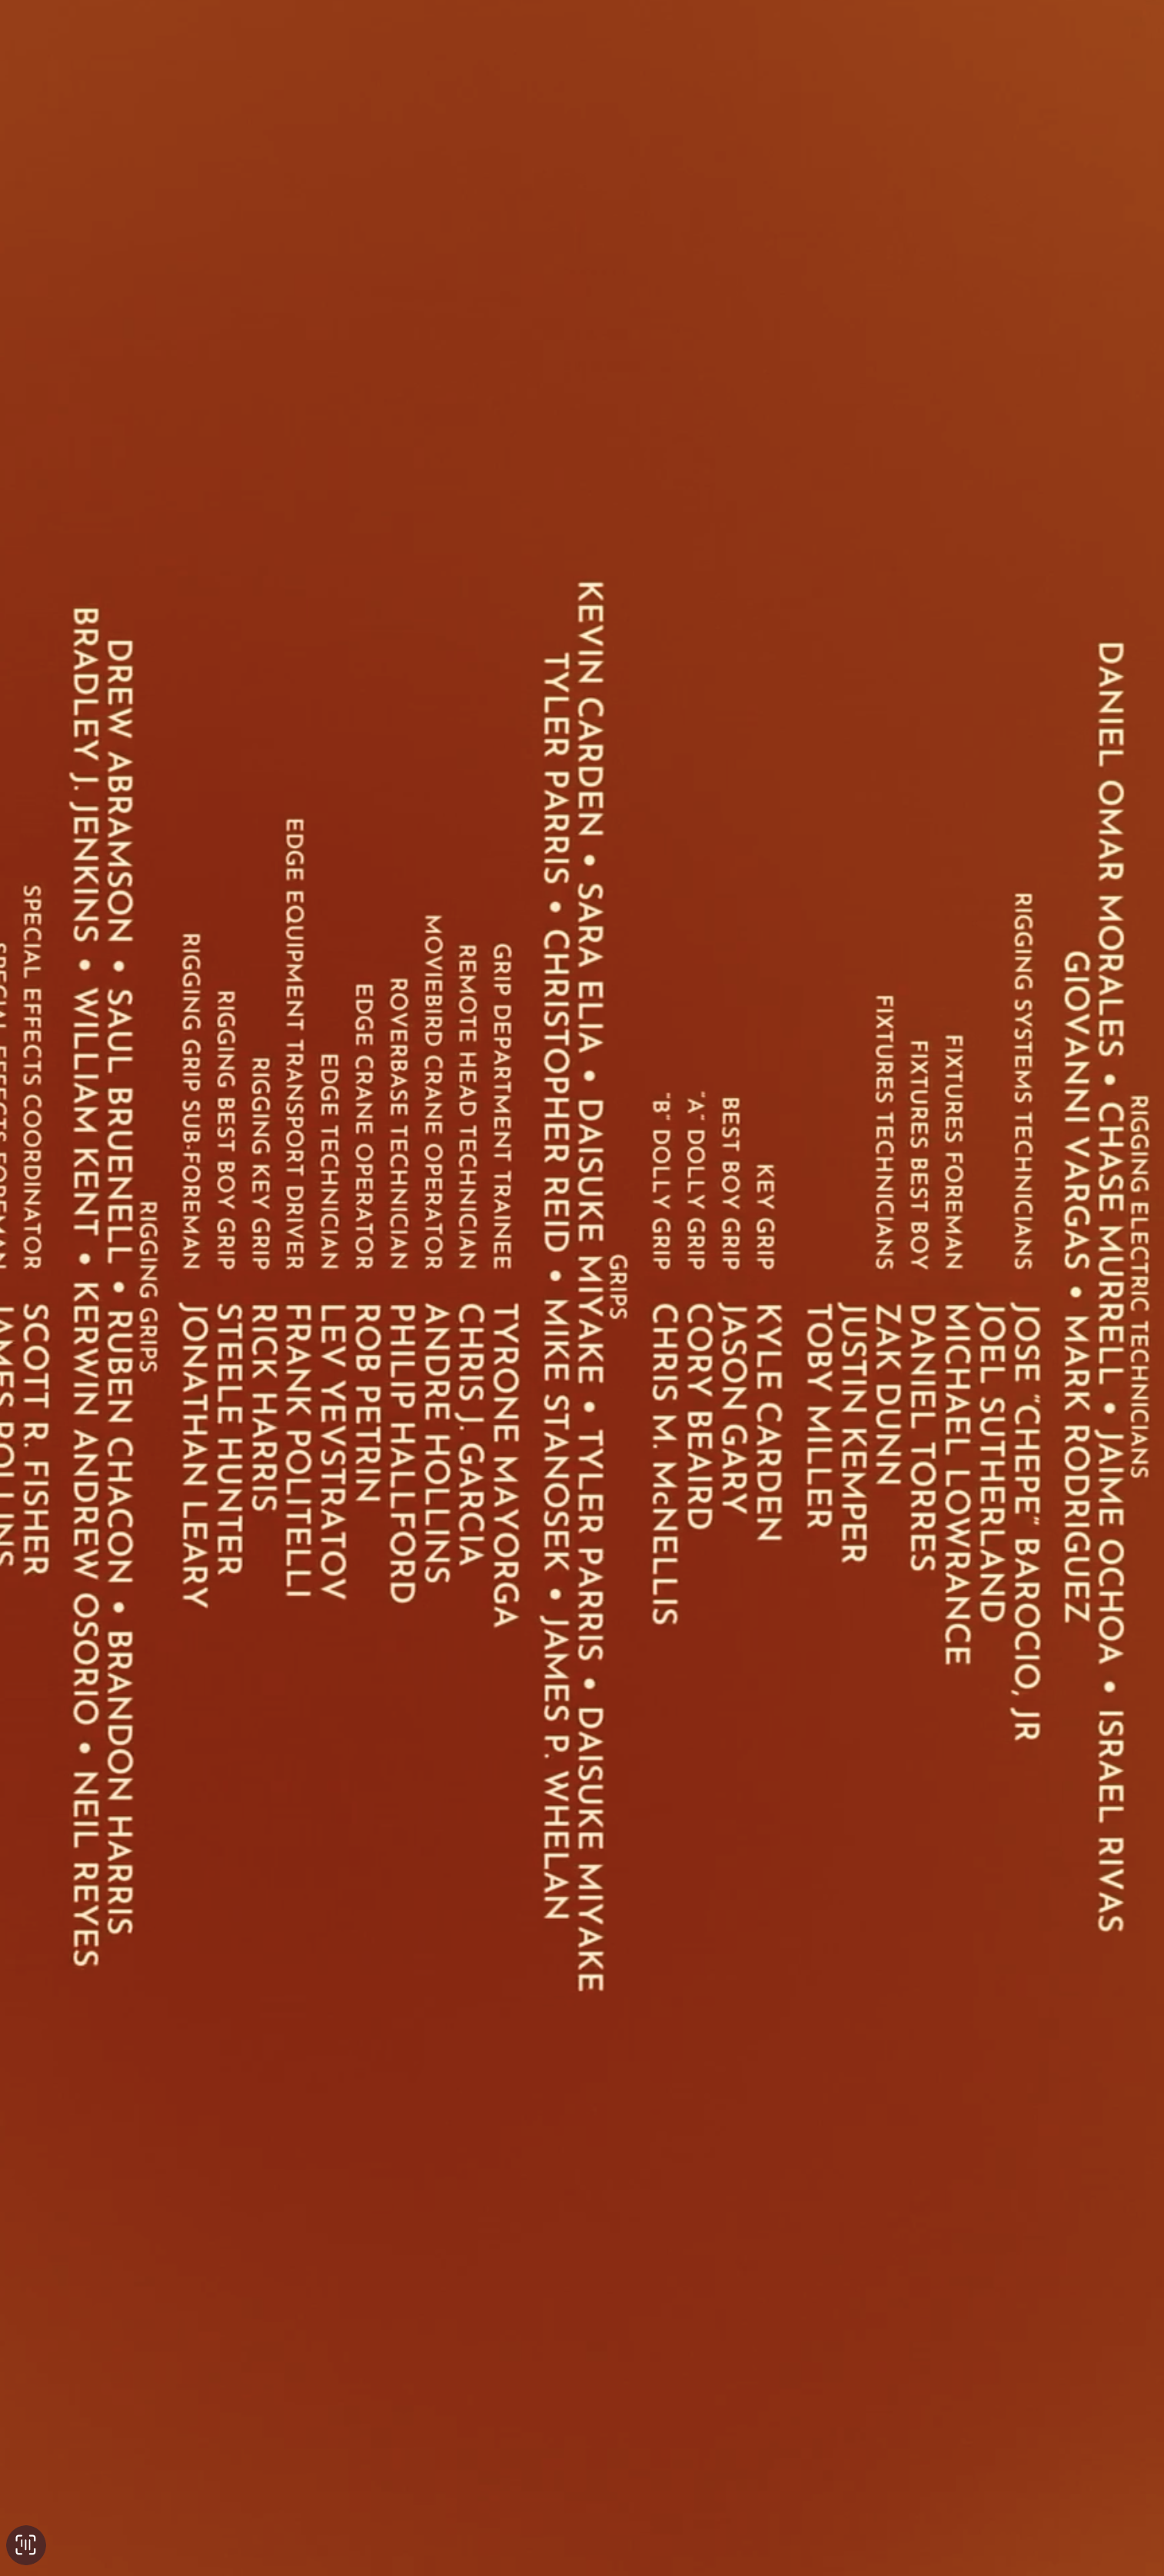 RIGGING ELECTRIC TECHNICIANS
DANIEL OMAR MORALES • CHASE MURRELL • JAIME OCHOA • ISRAEL RIVAS
GIOVANNI VARGAS • MARK RODRIGUEZ
RIGGING SYSTEMS TECHNICIANS JOSE "CHEPE" BAROCIO, JR
JOEL SUTHERLAND
FIXTURES FOREMAN MICHAEL LOWRANCE
FIXTURES BEST BOY DANIEL TORRES
FIXTURES TECHNICIANS ZAK DUNN
JUSTIN KEMPER
TOBY MILLER
KEY GRIP KYLE CARDEN
BEST BOY GRIP JASON GARY
"A" DOLLY GRIP CORY BEAIRD
"B" DOLLY GRIP CHRIS M. McNELLIS
GRIPS
KEVIN CARDEN • SARA ELIA • DAISUKE MIYAKE • TYLER PARRIS • DAISUKE MIYAKE
TYLER PARRIS • CHRISTOPHER REID • MIKE STANOSEK • JAMES P. WHELAN
GRIP DEPARTMENT TRAINEE TYRONE MAYORGA
REMOTE HEAD TECHNICIAN CHRIS J. GARCIA
MOVIEBIRD CRANE OPERATOR ANDRE HOLLINS
ROVERBASE TECHNICIAN PHILIP HALLFORD
EDGE CRANE OPERATOR ROB PETRIN
EDGE TECHNICIAN LEV YEVSTRATOV
EDGE EQUIPMENT TRANSPORT DRIVER FRANK POLITELLI
RIGGING KEY GRIP RICK HARRIS
RIGGING BEST BOY GRIP STEELE HUNTER
RIGGING GRIP SUB-FOREMAN JONATHAN LEARY
RIGGING GRIPS
DREW ABRAMSON • SAUL BRUENELL • RUBEN CHACON • BRANDON HARRIS
BRADLEY J. JENKINS • WILLIAM KENT • KERWIN ANDREW OSORIO • NEIL REYES
SPECIAL EFFECTS COORDINATOR SCOTT R. FISHER
SPECIAL EFFECTS FOREMAN JAMES ROLLINS